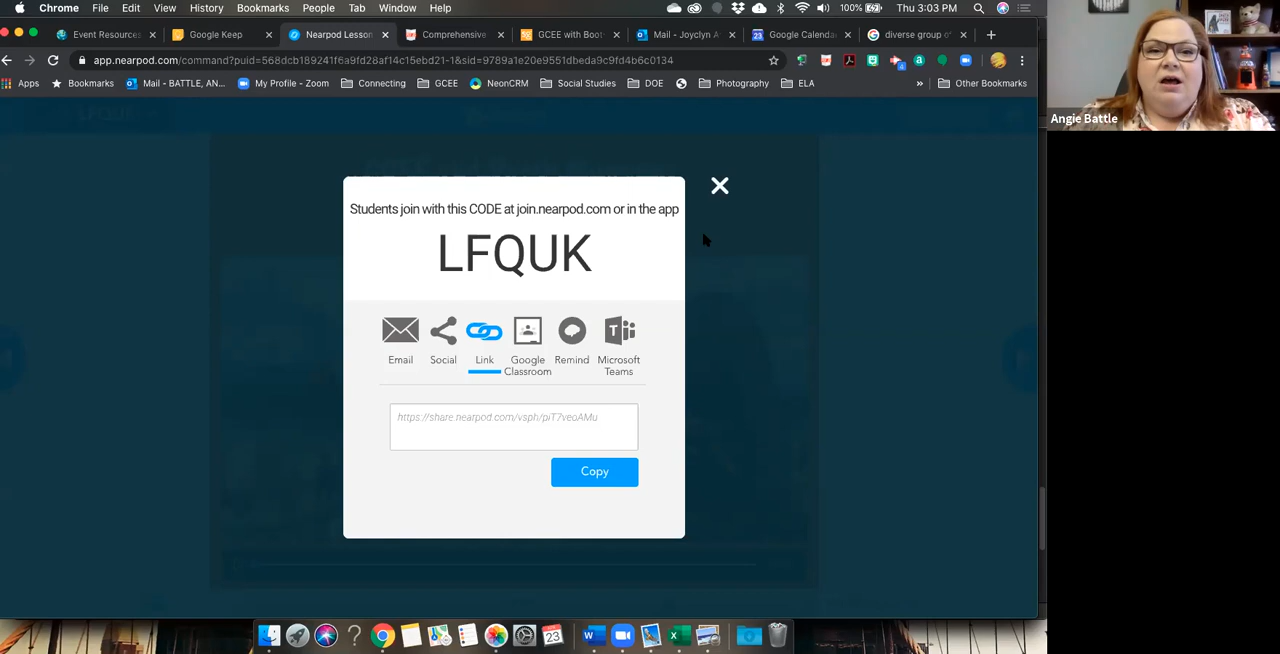 Chrome File Edit View History Bookmarks People Tab Window Help 100% Thu 3:03 PM
Event Resources Google Keep Nearpod Lesson Comprehensive GCEE with Boot Mail - Joyclyn A Google Calenda diverse group of
app.nearpod.com/command?puid=568dcb189241f6a9fd28af14c15ebd21-1&sid=9789a1e20e9551dbeda9c9fd4b6c0134
Apps Bookmarks Mail - BATTLE, AN... My Profile - Zoom Connecting GCEE NeonCRM Social Studies DOE Photography ELA » Other Bookmarks
Angie Battle
Students join with this CODE at join.nearpod.com or in the app
LFQUK
Email Social Link Google Classroom Remind Microsoft Teams
https://share.nearpod.com/vsph/piT7veoAMu
Copy
23